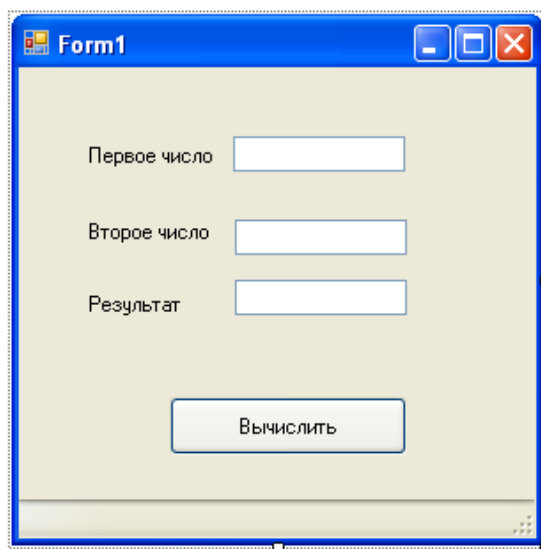 Form1
Первое число
Второе число
Результат
Вычислить